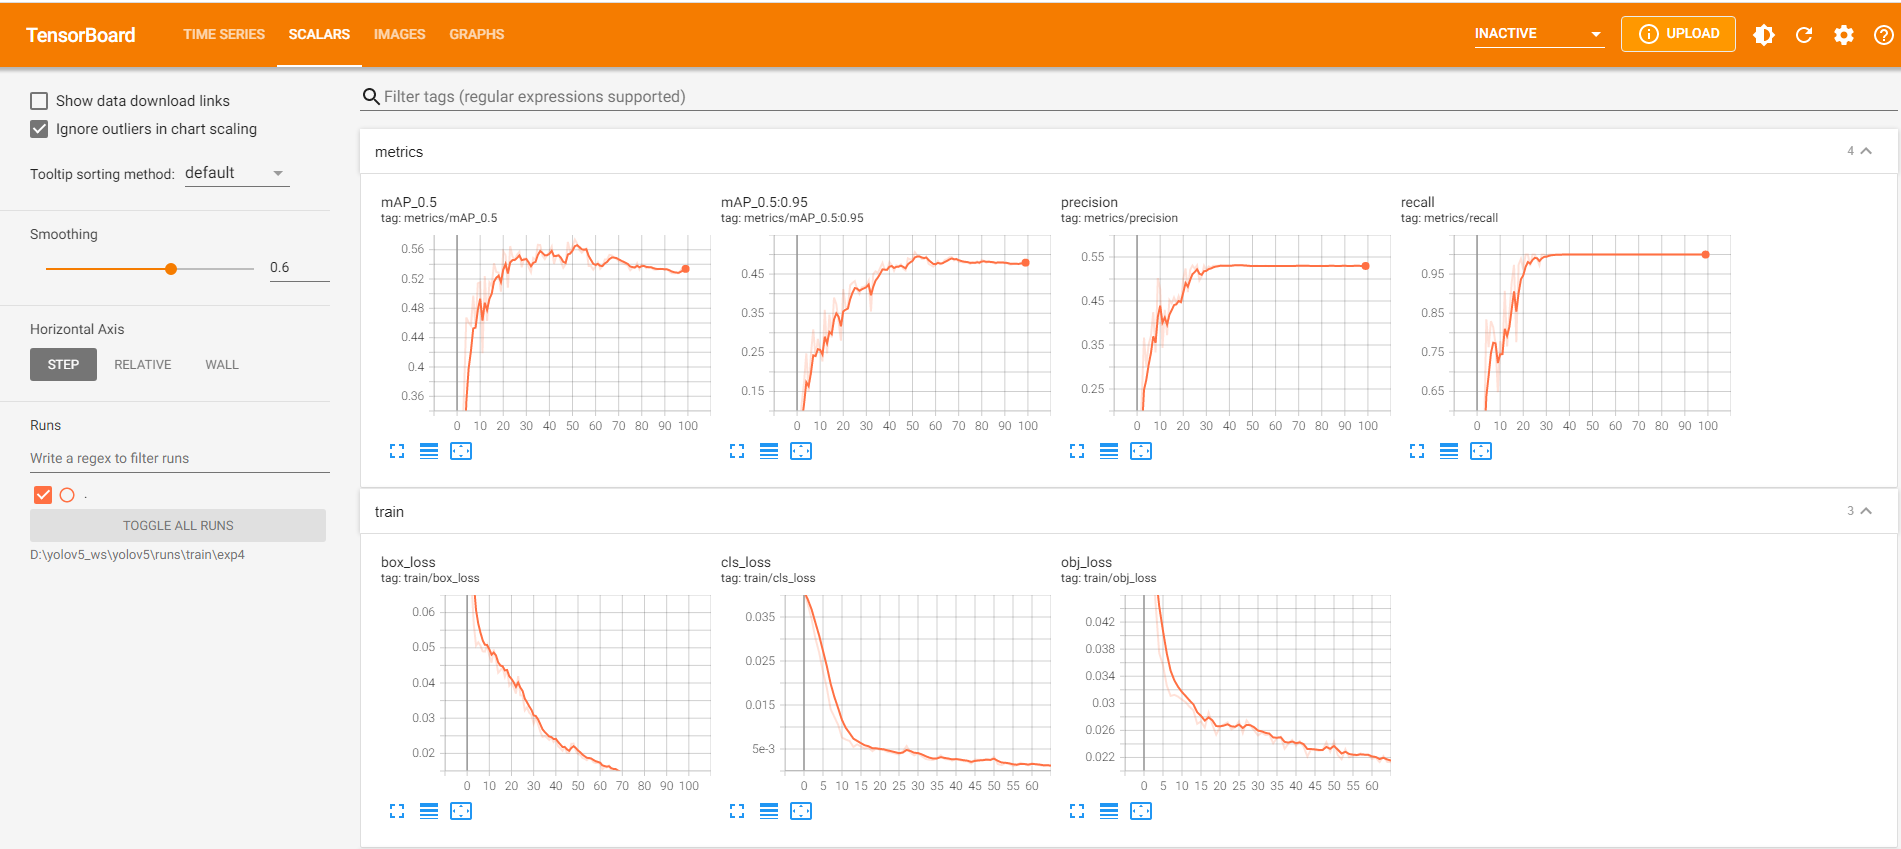 TensorBoard
TIME SERIES
SCALARS
IMAGES
GRAPHS
INACTIVE
UPLOAD
Show data download links
Ignore outliers in chart scaling
Tooltip sorting method: default
Smoothing
0.6
Horizontal Axis
STEP
RELATIVE
WALL
Runs
Write a regex to filter runs
.
TOGGLE ALL RUNS
D:\yolov5_ws\yolov5\runs\train\exp4
Filter tags (regular expressions supported)
metrics
4
mAP_0.5
tag: metrics/mAP_0.5
0.56
0.52
0.48
0.44
0.4
0.36
0 10 20 30 40 50 60 70 80 90 100
mAP_0.5:0.95
tag: metrics/mAP_0.5:0.95
0.45
0.35
0.25
0.15
0 10 20 30 40 50 60 70 80 90 100
precision
tag: metrics/precision
0.55
0.45
0.35
0.25
0 10 20 30 40 50 60 70 80 90 100
recall
tag: metrics/recall
0.95
0.85
0.75
0.65
0 10 20 30 40 50 60 70 80 90 100
train
3
box_loss
tag: train/box_loss
0.06
0.05
0.04
0.03
0.02
0 10 20 30 40 50 60 70 80 90 100
cls_loss
tag: train/cls_loss
0.035
0.025
0.015
5e-3
0 5 10 15 20 25 30 35 40 45 50 55 60
obj_loss
tag: train/obj_loss
0.042
0.038
0.034
0.03
0.026
0.022
0 5 10 15 20 25 30 35 40 45 50 55 60